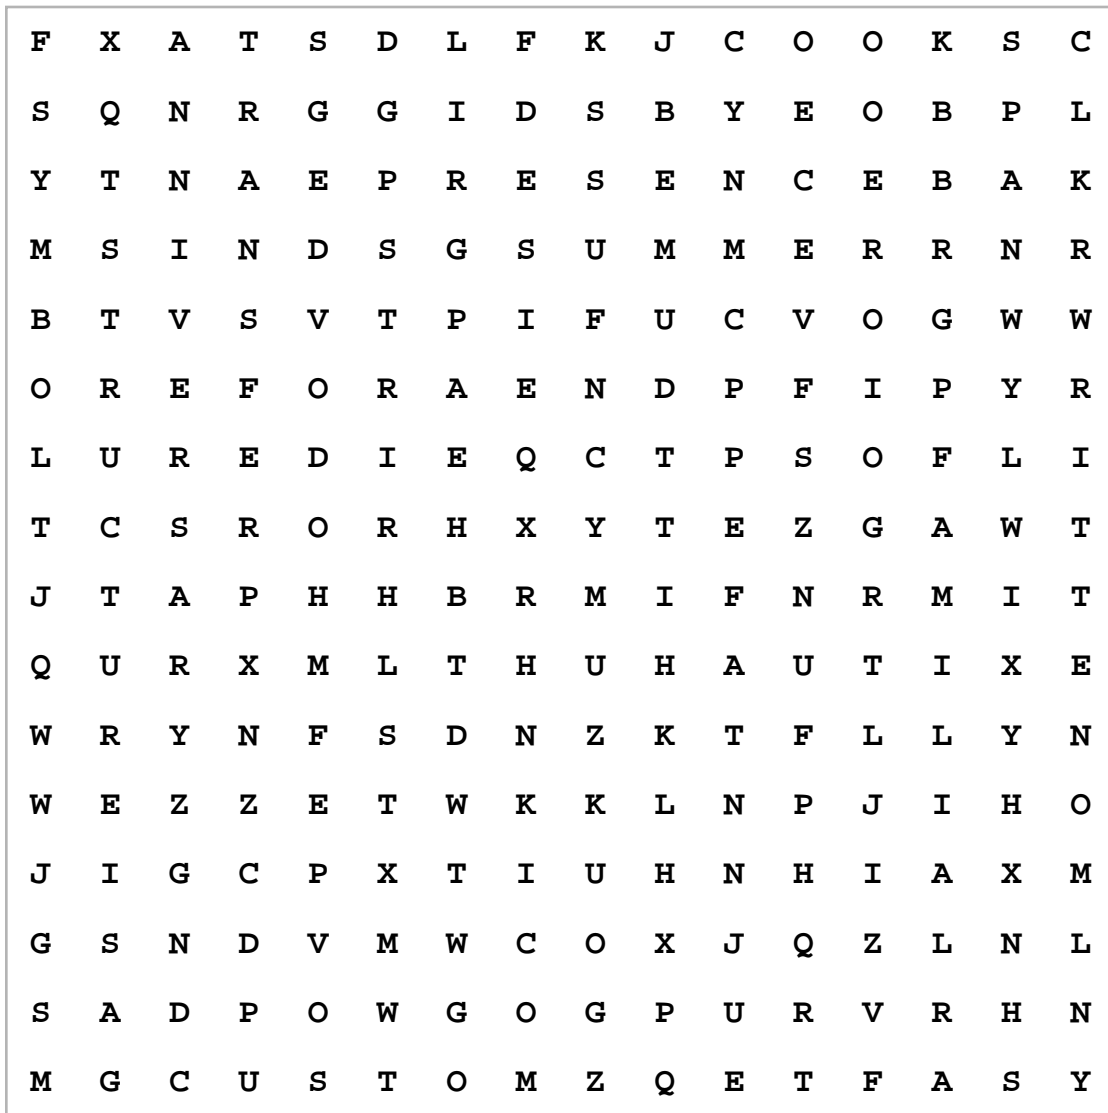 F X A T S D L F K J C O O K S C
S Q N R G G I D S B Y E O B P L
Y T N A E P R E S E N C E B A K
M S I N D S G S U M M E R R N R
B T V S V T P I F U C V O G W W
O R E F O R A E N D P F I P Y R
L U R E D I E Q C T P S O F L I
T C S R O R H X Y T E Z G A W T
J T A P H H B R M I F N R M I T
Q U R X M L T H U H A U T I X E
W R Y N F S D N Z K T F L L Y N
W E Z Z E T W K K L N P J I H O
J I G C P X T I U H N H I A X M
G S N D V M W C O X J Q Z L N L
S A D P O W G O G P U R V R H N
M G C U S T O M Z Q E T F A S Y